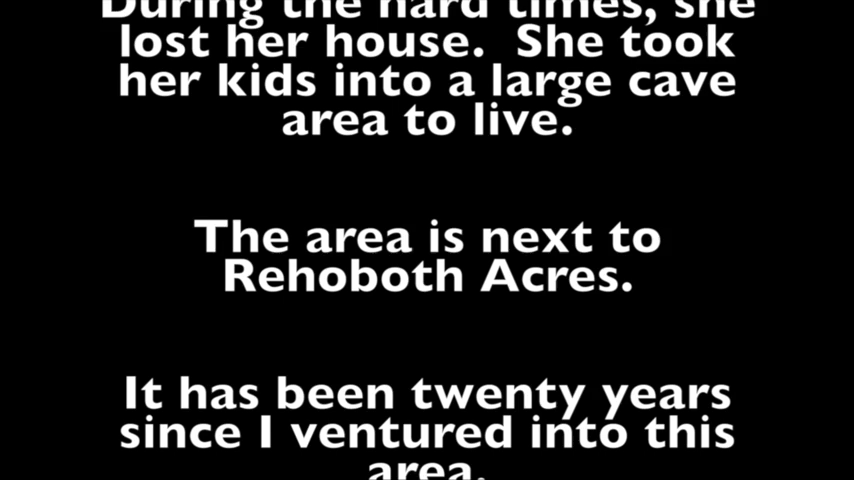 During the hard times, she
lost her house.  She took
her kids into a large cave
area to live.
The area is next to
Rehoboth Acres.
It has been twenty years
since I ventured into this
area.